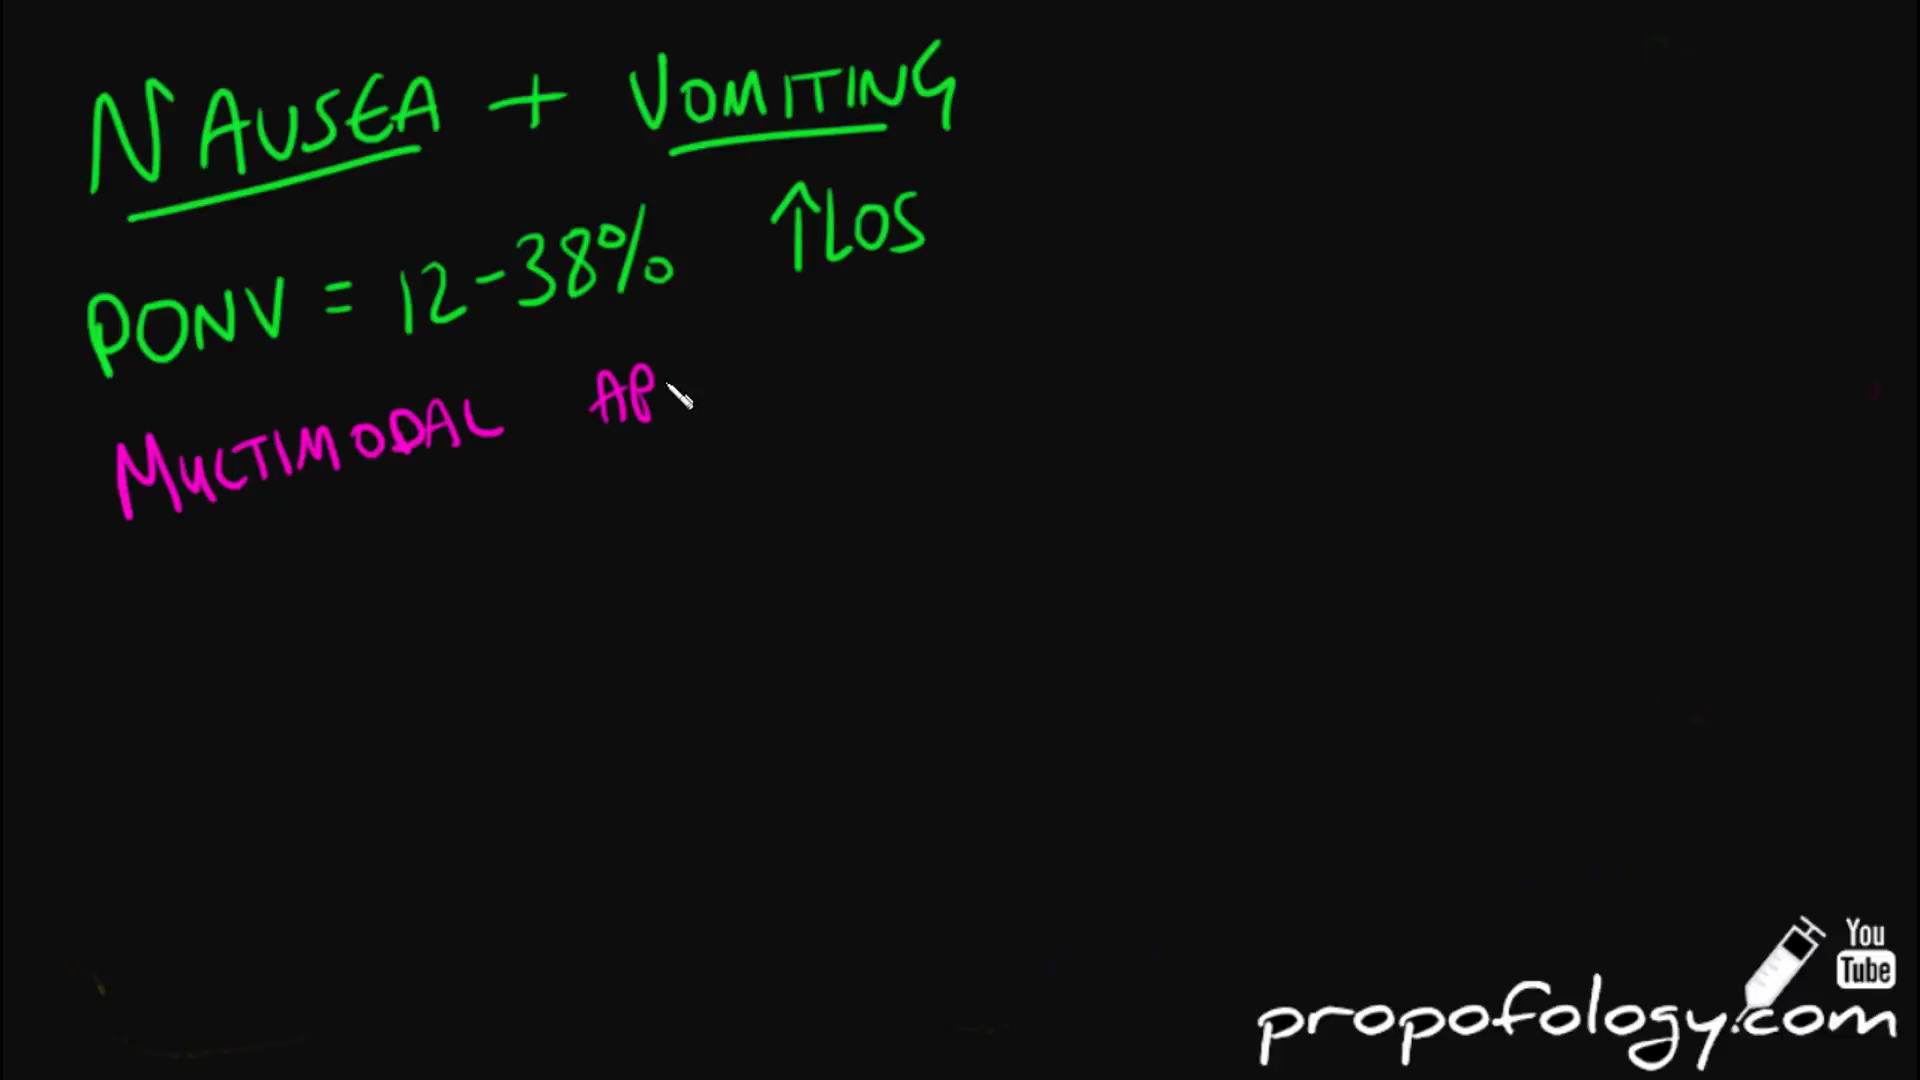 NAUSEA + VOMITING
PONV = 12-38% ↑LOS
MULTIMODAL AP
You
Tube
propofology.com